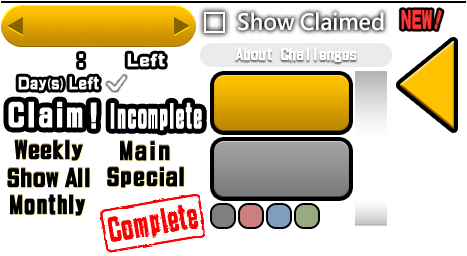 Show Claimed
NEW!
: Left
About Challenges
Day(s) Left
Claim!
Incomplete
Weekly
Main
Show All
Special
Monthly
Complete